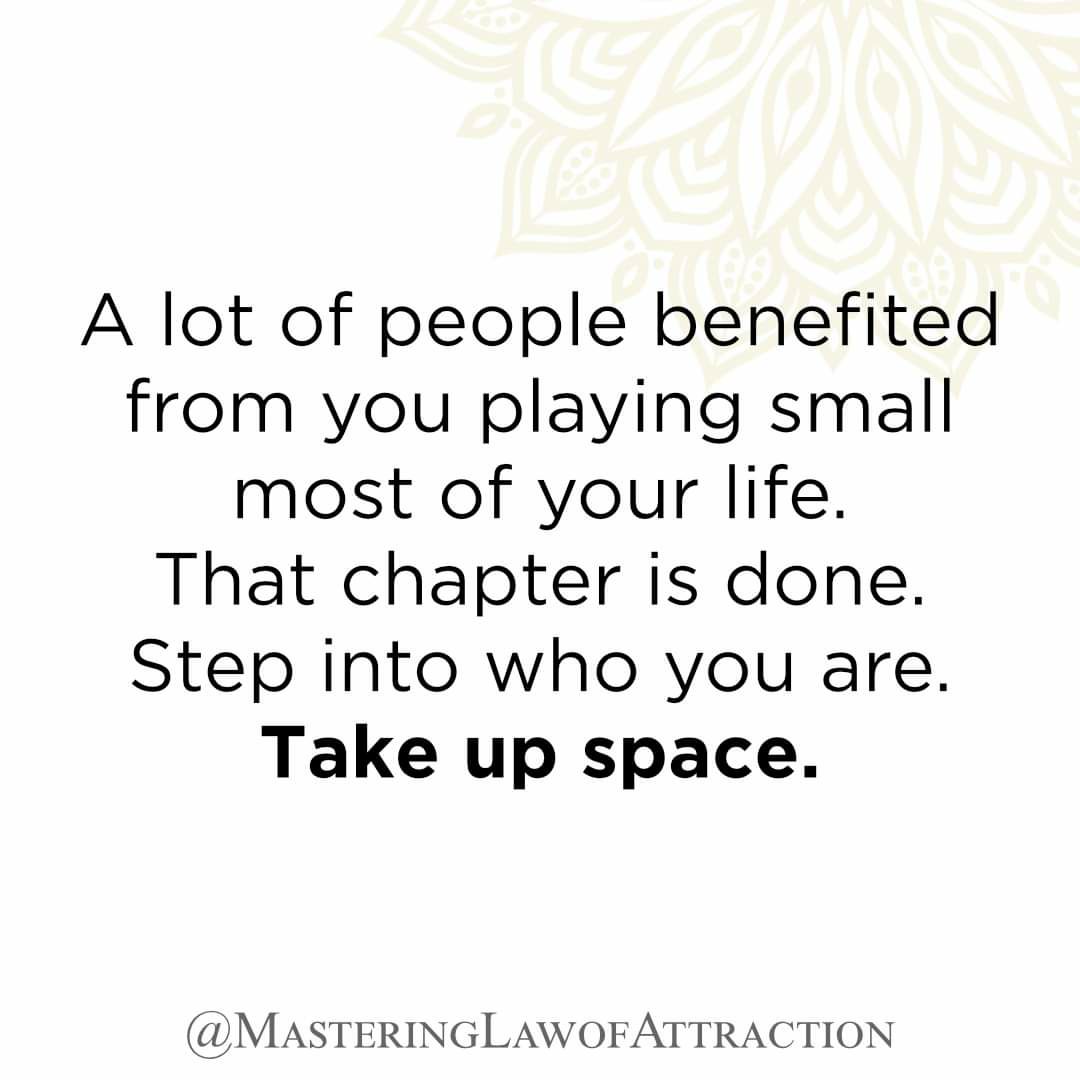 A lot of people benefited
from you playing small
most of your life.
That chapter is done.
Step into who you are.
Take up space.
@MasteringLawofAttraction